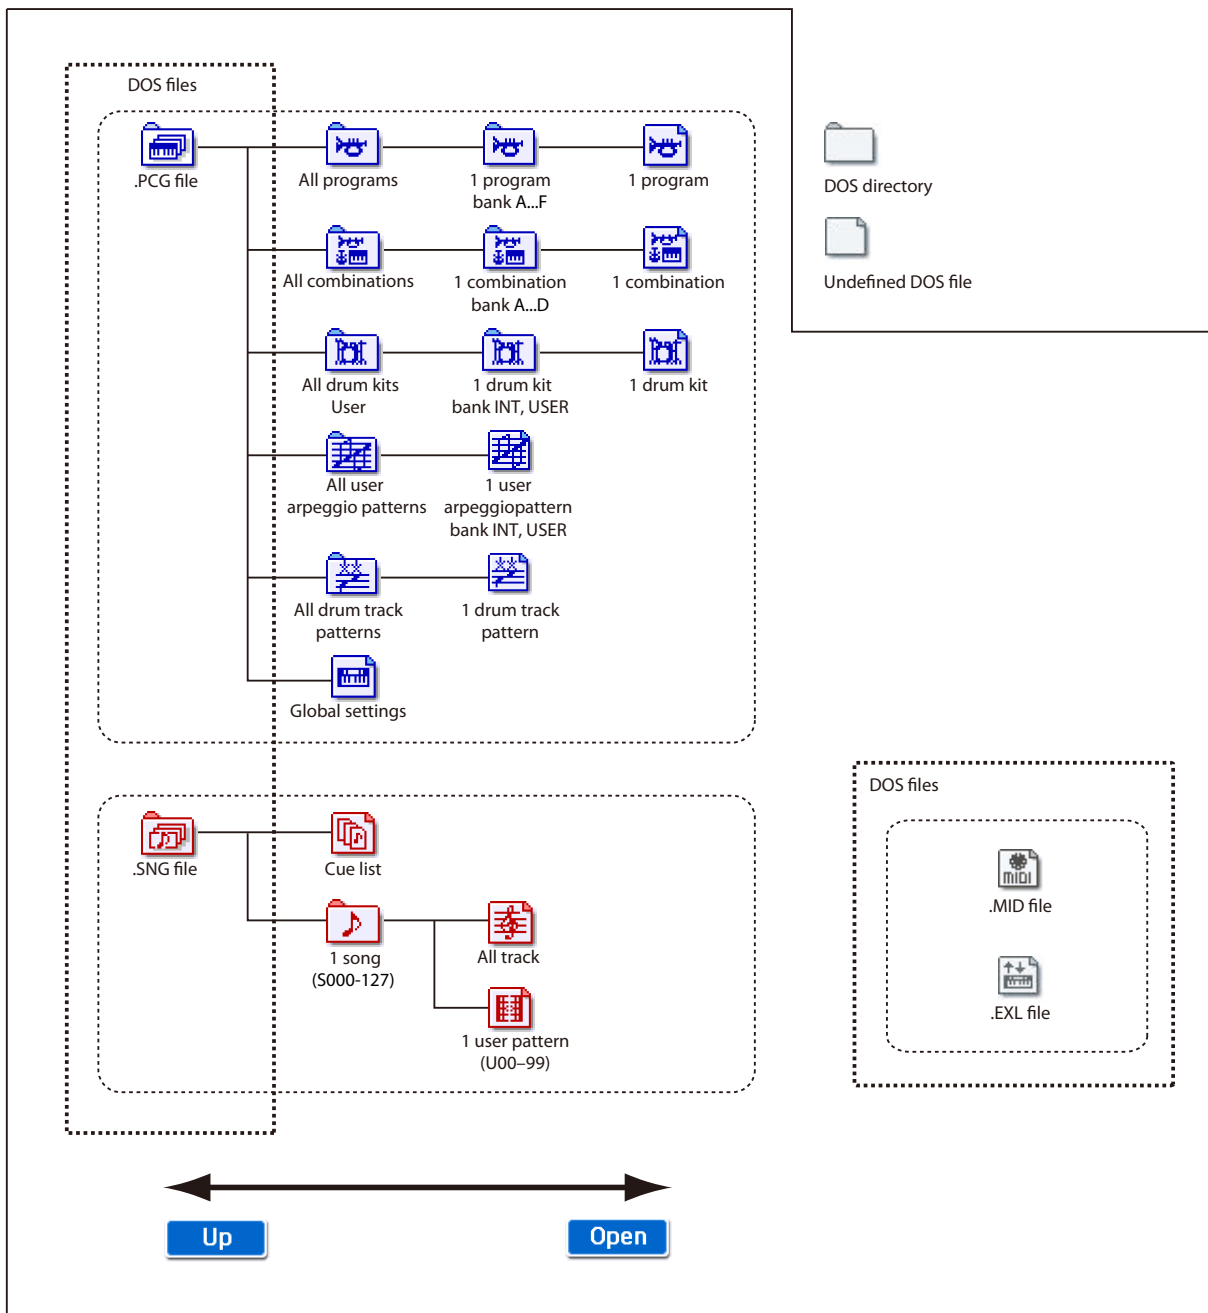 DOS files
.PCG file
All programs
1 program
bank A...F
1 program
All combinations
1 combination
bank A...D
1 combination
All drum kits
User
1 drum kit
bank INT, USER
1 drum kit
All user
arpeggio patterns
1 user
arpeggiopattern
bank INT, USER
All drum track
patterns
1 drum track
pattern
Global settings
DOS directory
Undefined DOS file
.SNG file
Cue list
1 song
(S000-127)
All track
1 user pattern
(U00–99)
DOS files
MIDI
.MID file
.EXL file
Up
Open